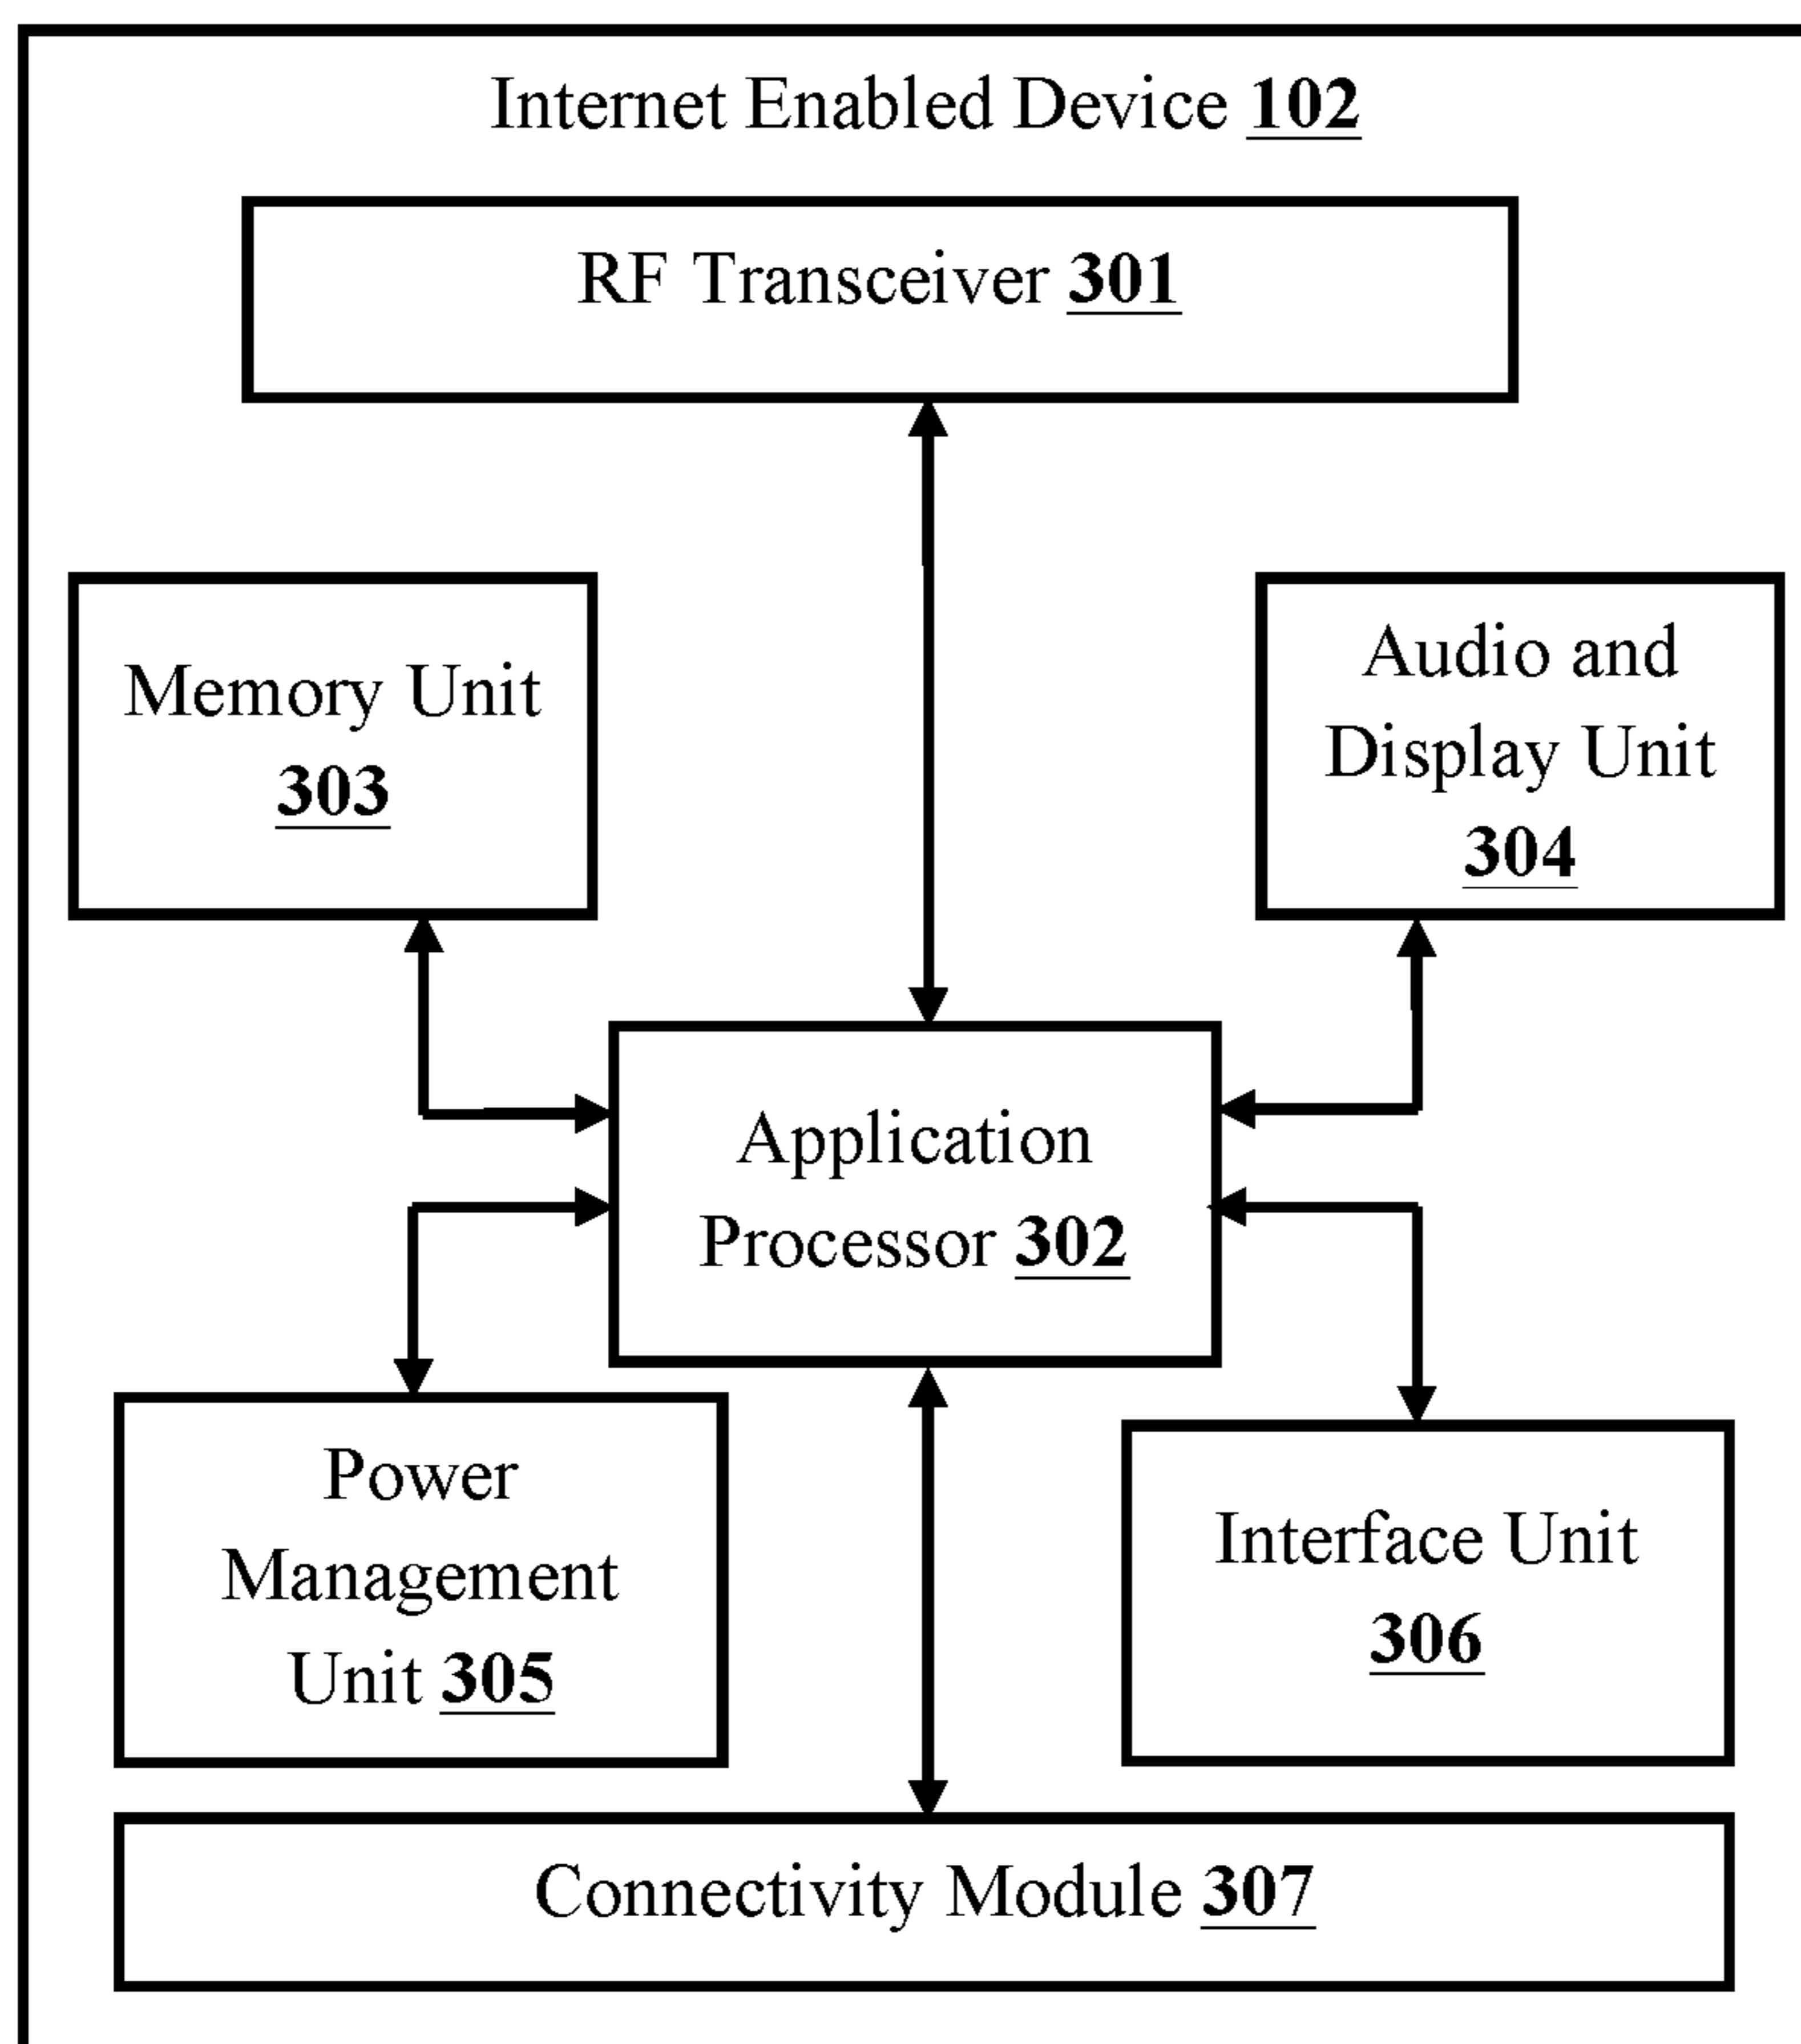 Internet Enabled Device 102
RF Transceiver 301
Memory Unit
303
Audio and
Display Unit
304
Application
Processor 302
Power
Management
Unit 305
Interface Unit
306
Connectivity Module 307